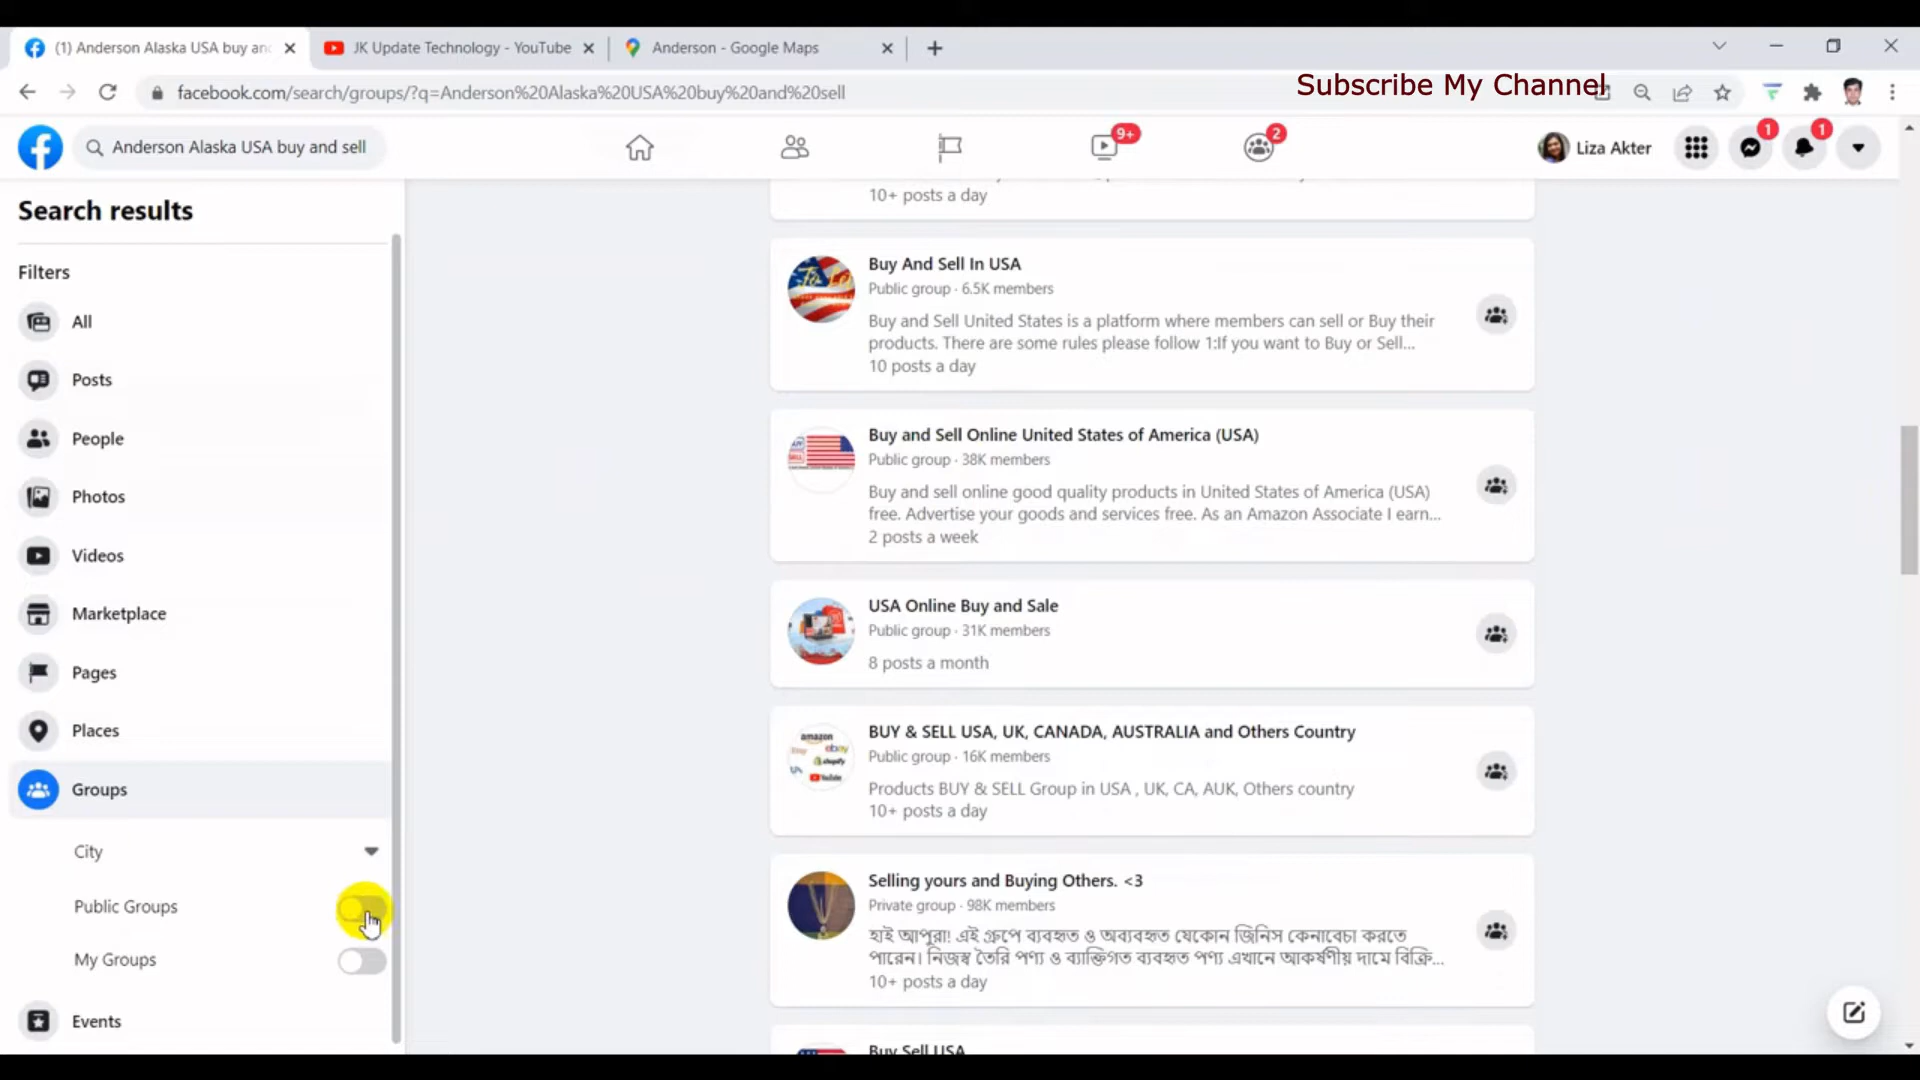 (1) Anderson Alaska USA buy and
JK Update Technology - YouTube
Anderson - Google Maps
facebook.com/search/groups/?q=Anderson%20Alaska%20USA%20buy%20and%20sell
Subscribe My Channel
Anderson Alaska USA buy and sell
9+
2
Liza Akter
1
1
Search results
Filters
All
Posts
People
Photos
Videos
Marketplace
Pages
Places
Groups
City
Public Groups
My Groups
Events
10+ posts a day
Buy And Sell In USA
Public group · 6.5K members
Buy and Sell United States is a platform where members can sell or Buy their
products. There are some rules please follow 1:If you want to Buy or Sell...
10 posts a day
Buy and Sell Online United States of America (USA)
Public group · 38K members
Buy and sell online good quality products in United States of America (USA)
free. Advertise your goods and services free. As an Amazon Associate I earn...
2 posts a week
USA Online Buy and Sale
Public group · 31K members
8 posts a month
amazon
ebay
shopify
YouTube
BUY & SELL USA, UK, CANADA, AUSTRALIA and Others Country
Public group · 16K members
Products BUY & SELL Group in USA , UK, CA, AUK, Others country
10+ posts a day
Selling yours and Buying Others. <3
Private group · 98K members
হাই আপুরা! এই গ্রুপে ব্যবহৃত ও অব্যবহৃত যেকোন জিনিস কেনাবেচা করতে
পারেন। নিজস্ব তৈরি পণ্য ও ব্যাক্তিগত ব্যবহৃত পণ্য এখানে আকর্ষণীয় দামে বিক্রি...
10+ posts a day
Buy Sell USA